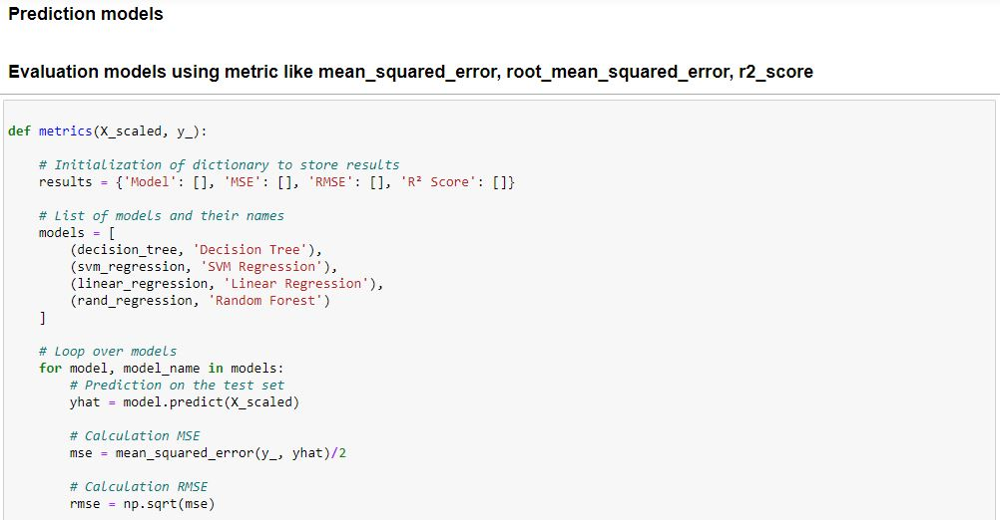 Prediction models
Evaluation models using metric like mean_squared_error, root_mean_squared_error, r2_score
def metrics(X_scaled, y_):
# Initialization of dictionary to store results
results = {'Model': [], 'MSE': [], 'RMSE': [], 'R² Score': []}
# List of models and their names
models = [
(decision_tree, 'Decision Tree'),
(svm_regression, 'SVM Regression'),
(linear_regression, 'Linear Regression'),
(rand_regression, 'Random Forest')
]
# Loop over models
for model, model_name in models:
# Prediction on the test set
yhat = model.predict(X_scaled)
# Calculation MSE
mse = mean_squared_error(y_, yhat)/2
# Calculation RMSE
rmse = np.sqrt(mse)